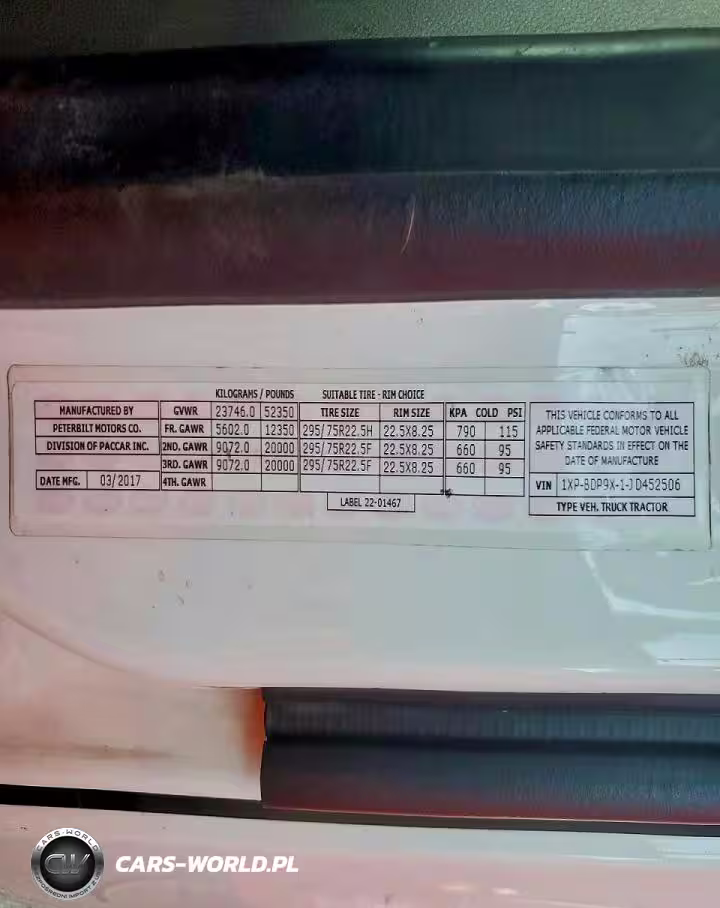 KILOGRAMS / POUNDS SUITABLE TIRE - RIM CHOICE
MANUFACTURED BY GVWR 23746.0 52350 TIRE SIZE RIM SIZE KPA COLD PSI
PETERBILT MOTORS CO. FR. GAWR 5602.0 12350 295/75R22.5H 22.5X8.25 790 115
DIVISION OF PACCAR INC. 2ND. GAWR 9072.0 20000 295/75R22.5F 22.5X8.25 660 95
3RD. GAWR 9072.0 20000 295/75R22.5F 22.5X8.25 660 95
DATE MFG. 03/2017 4TH. GAWR
LABEL 22-01467
THIS VEHICLE CONFORMS TO ALL
APPLICABLE FEDERAL MOTOR VEHICLE
SAFETY STANDARDS IN EFFECT ON THE
DATE OF MANUFACTURE
VIN 1XP-BDP9X-1-JD452506
TYPE VEH. TRUCK TRACTOR
CARS-WORLD
CW
CARS-WORLD.PL